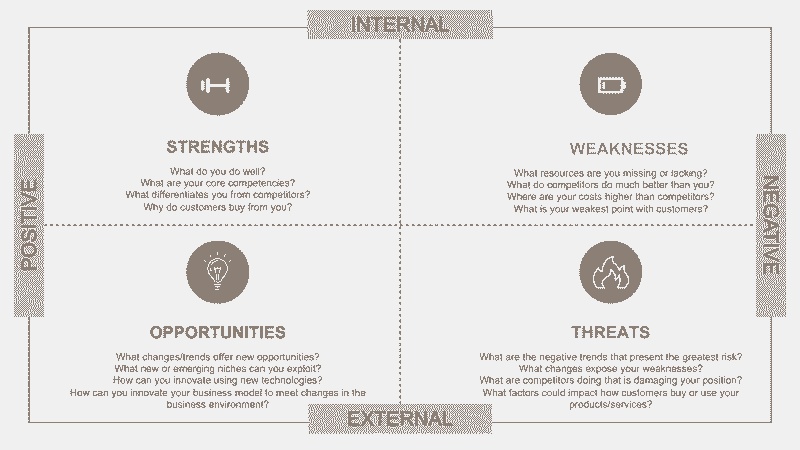 INTERNAL
STRENGTHS
What do you do well?
What are your core competencies?
What differentiates you from competitors?
Why do customers buy from you?
WEAKNESSES
What resources are you missing or lacking?
What do competitors do much better than you?
Where are your costs higher than competitors?
What is your weakest point with customers?
POSITIVE
NEGATIVE
OPPORTUNITIES
What changes/trends offer new opportunities?
What new or emerging niches can you exploit?
How can you innovate using new technologies?
How can you innovate your business model to meet changes in the
business environment?
THREATS
What are the negative trends that present the greatest risk?
What changes expose your weaknesses?
What are competitors doing that is damaging your position?
What factors could impact how customers buy or use your
products/services?
EXTERNAL